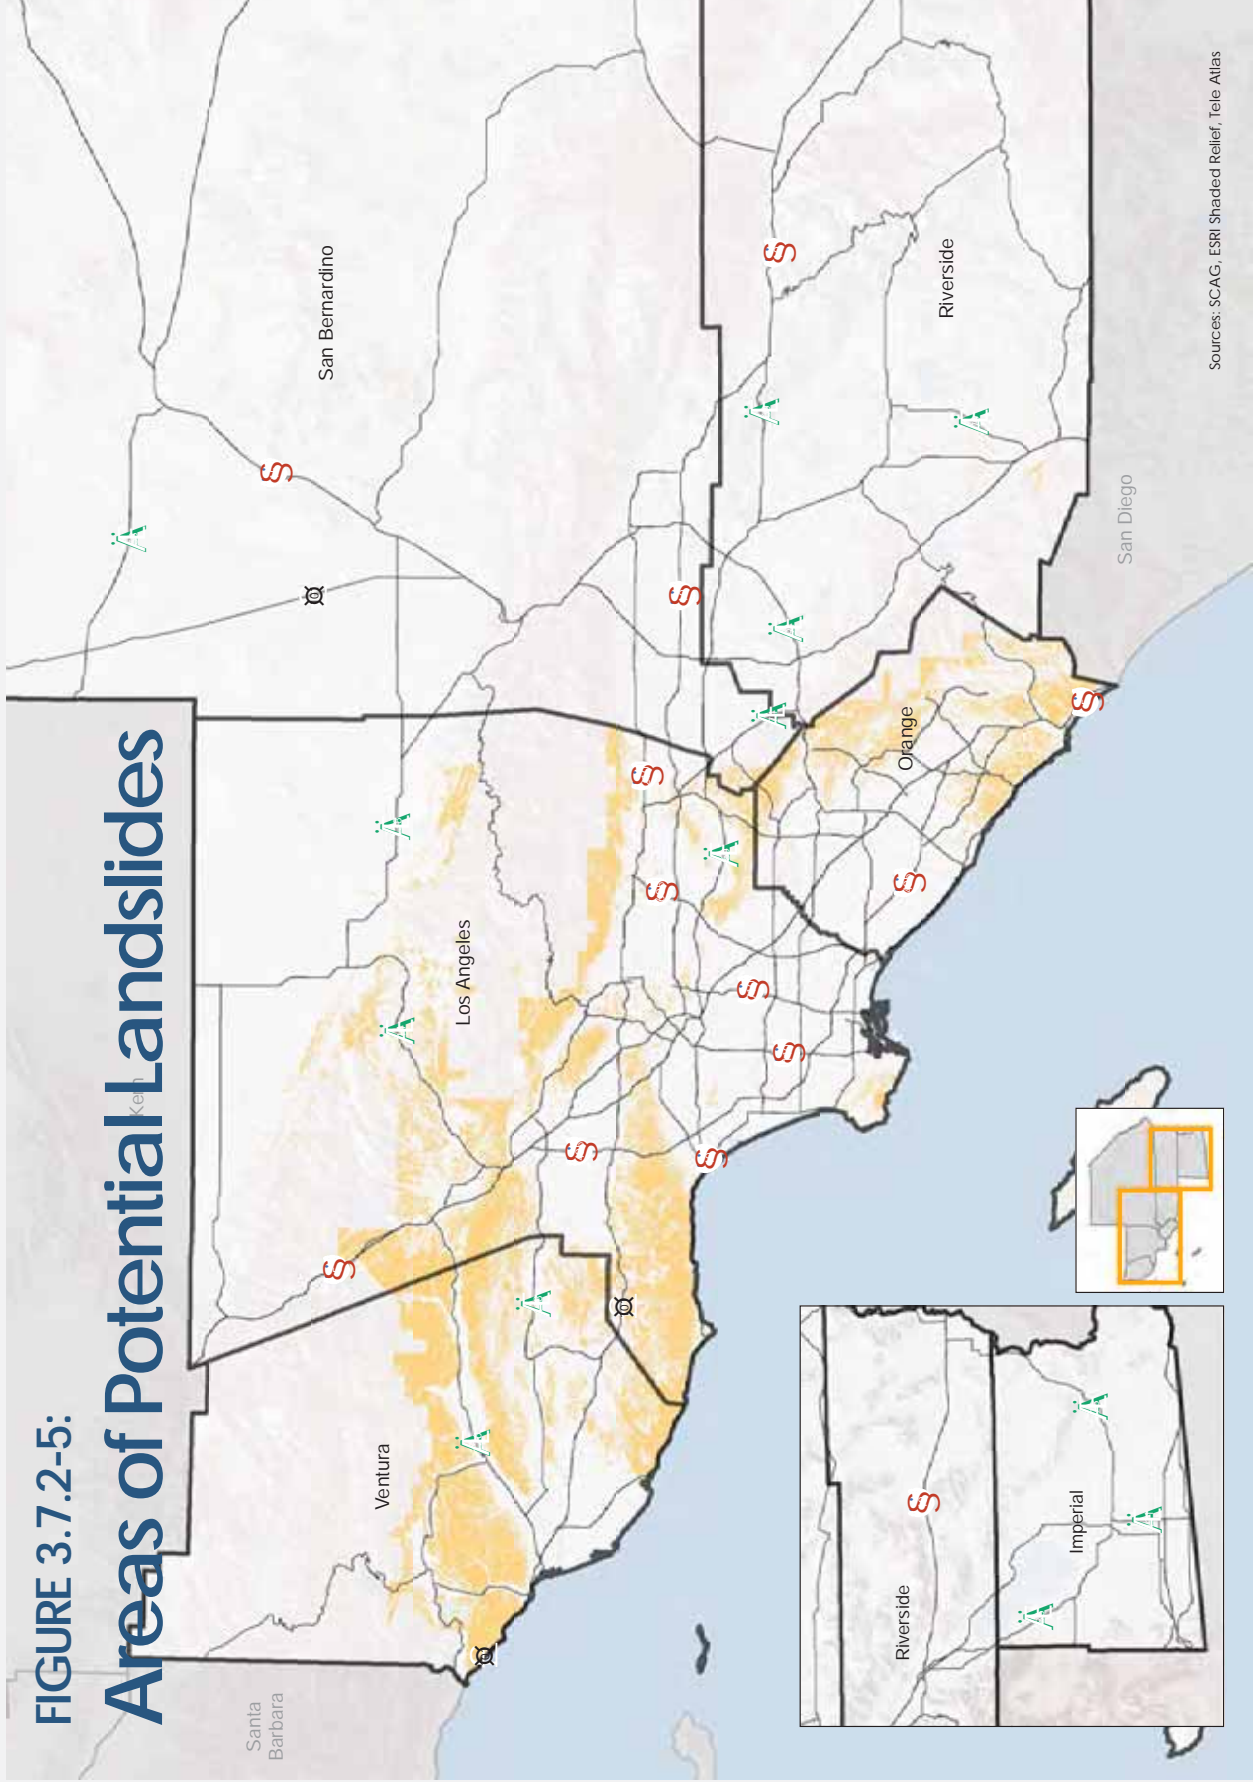 FIGURE 3.7.2-5:
Areas of Potential Landslides
Kern
Santa
Barbara
Ventura
Los Angeles
San Bernardino
Orange
Riverside
San Diego
Riverside
Imperial
Sources: SCAG, ESRI Shaded Relief, Tele Atlas